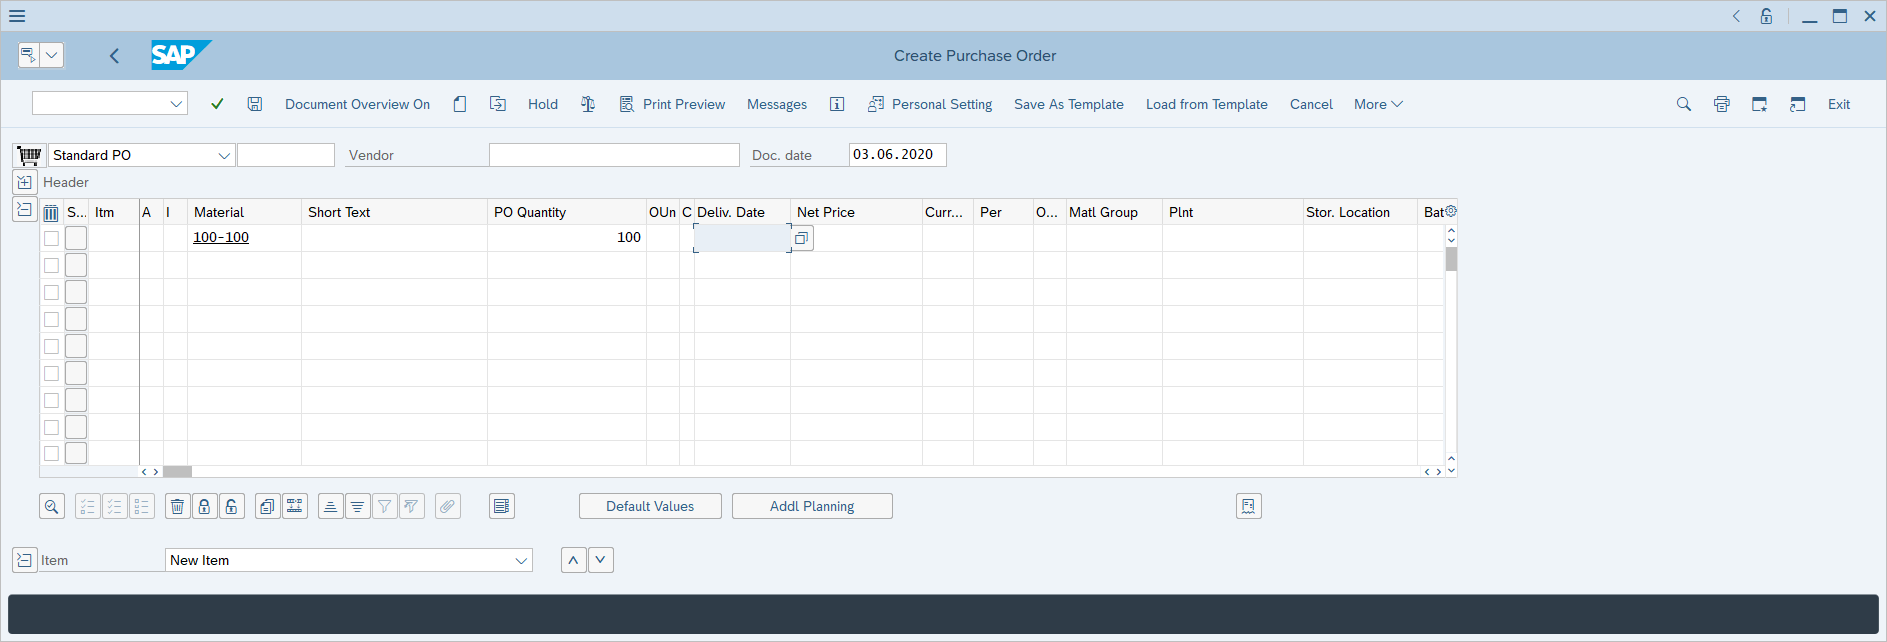 SAP Create Purchase Order
Document Overview On Hold Print Preview Messages Personal Setting Save As Template Load from Template Cancel More Exit
Standard PO Vendor Doc. date 03.06.2020
Header
S... Itm A I Material Short Text PO Quantity OUn C Deliv. Date Net Price Curr... Per O... Matl Group Plnt Stor. Location Bat
100-100 100
Default Values Addl Planning
Item New Item